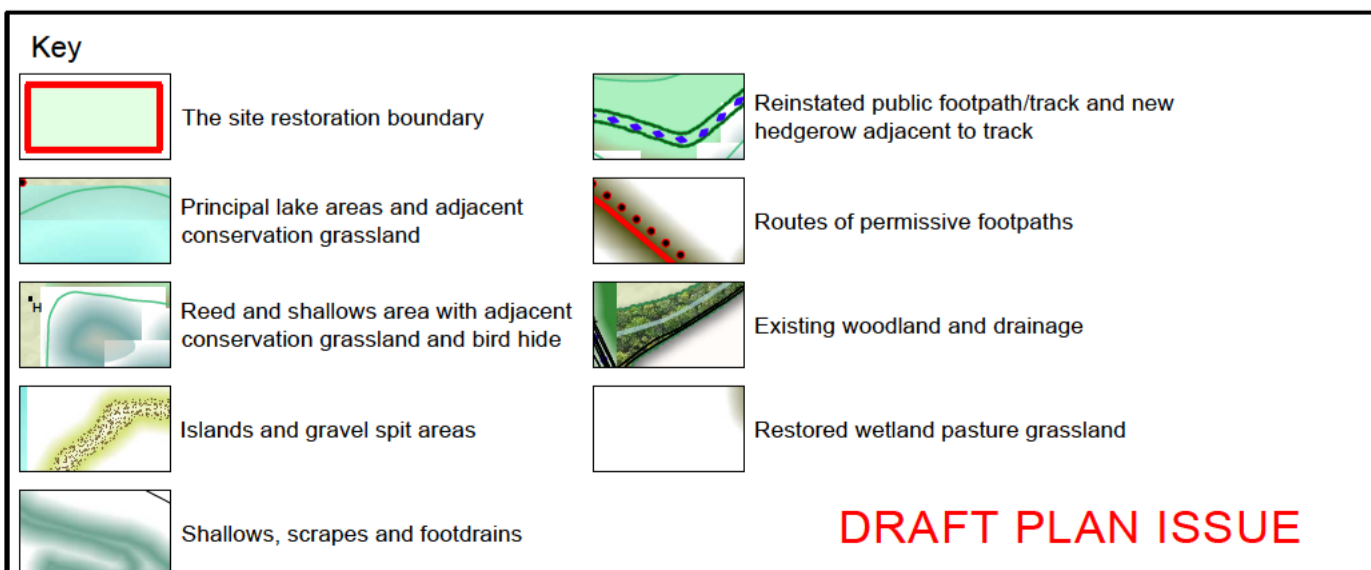 Key
The site restoration boundary
Principal lake areas and adjacent
conservation grassland
H
Reed and shallows area with adjacent
conservation grassland and bird hide
Islands and gravel spit areas
Shallows, scrapes and footdrains
Reinstated public footpath/track and new
hedgerow adjacent to track
Routes of permissive footpaths
Existing woodland and drainage
Restored wetland pasture grassland
DRAFT PLAN ISSUE